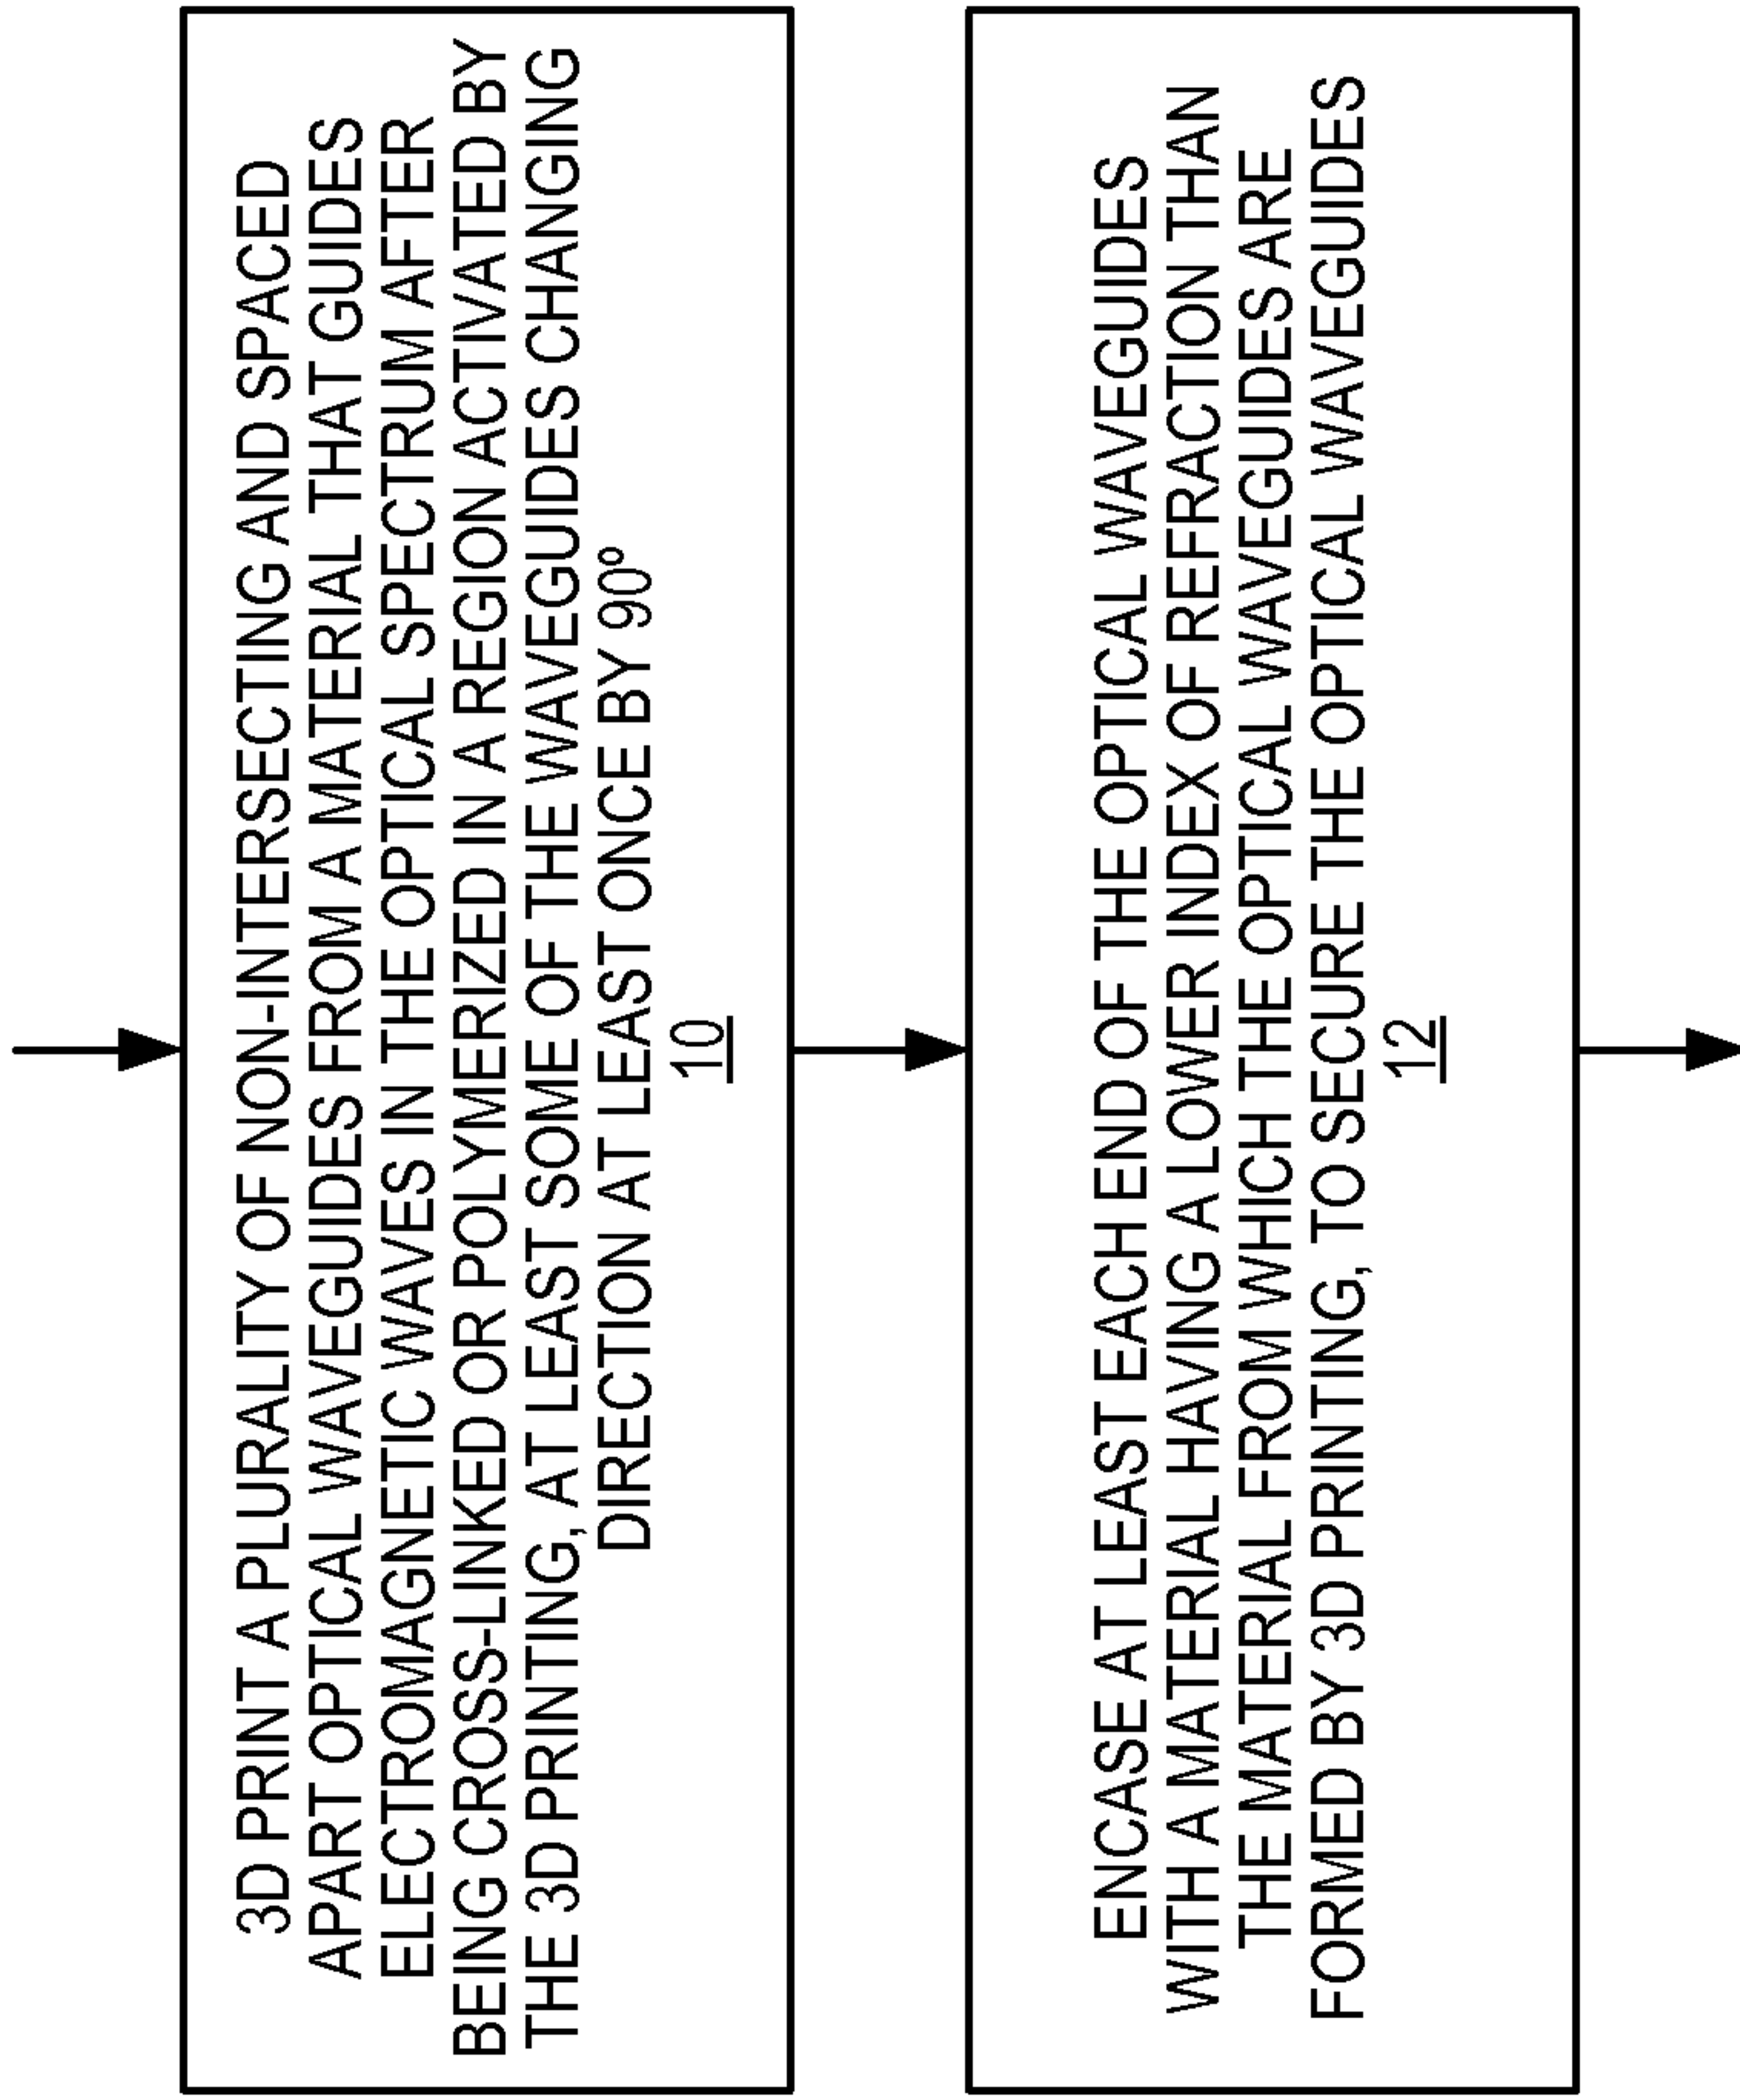 3D PRINT A PLURALITY OF NON-INTERSECTING AND SPACED
APART OPTICAL WAVEGUIDES FROM A MATERIAL THAT GUIDES
ELECTROMAGNETIC WAVES IN THE OPTICAL SPECTRUM AFTER
BEING CROSS-LINKED OR POLYMERIZED IN A REGION ACTIVATED BY
THE 3D PRINTING, AT LEAST SOME OF THE WAVEGUIDES CHANGING
DIRECTION AT LEAST ONCE BY 90º
10
ENCASE AT LEAST EACH END OF THE OPTICAL WAVEGUIDES
WITH A MATERIAL HAVING A LOWER INDEX OF REFRACTION THAN
THE MATERIAL FROM WHICH THE OPTICAL WAVEGUIDES ARE
FORMED BY 3D PRINTING, TO SECURE THE OPTICAL WAVEGUIDES
12